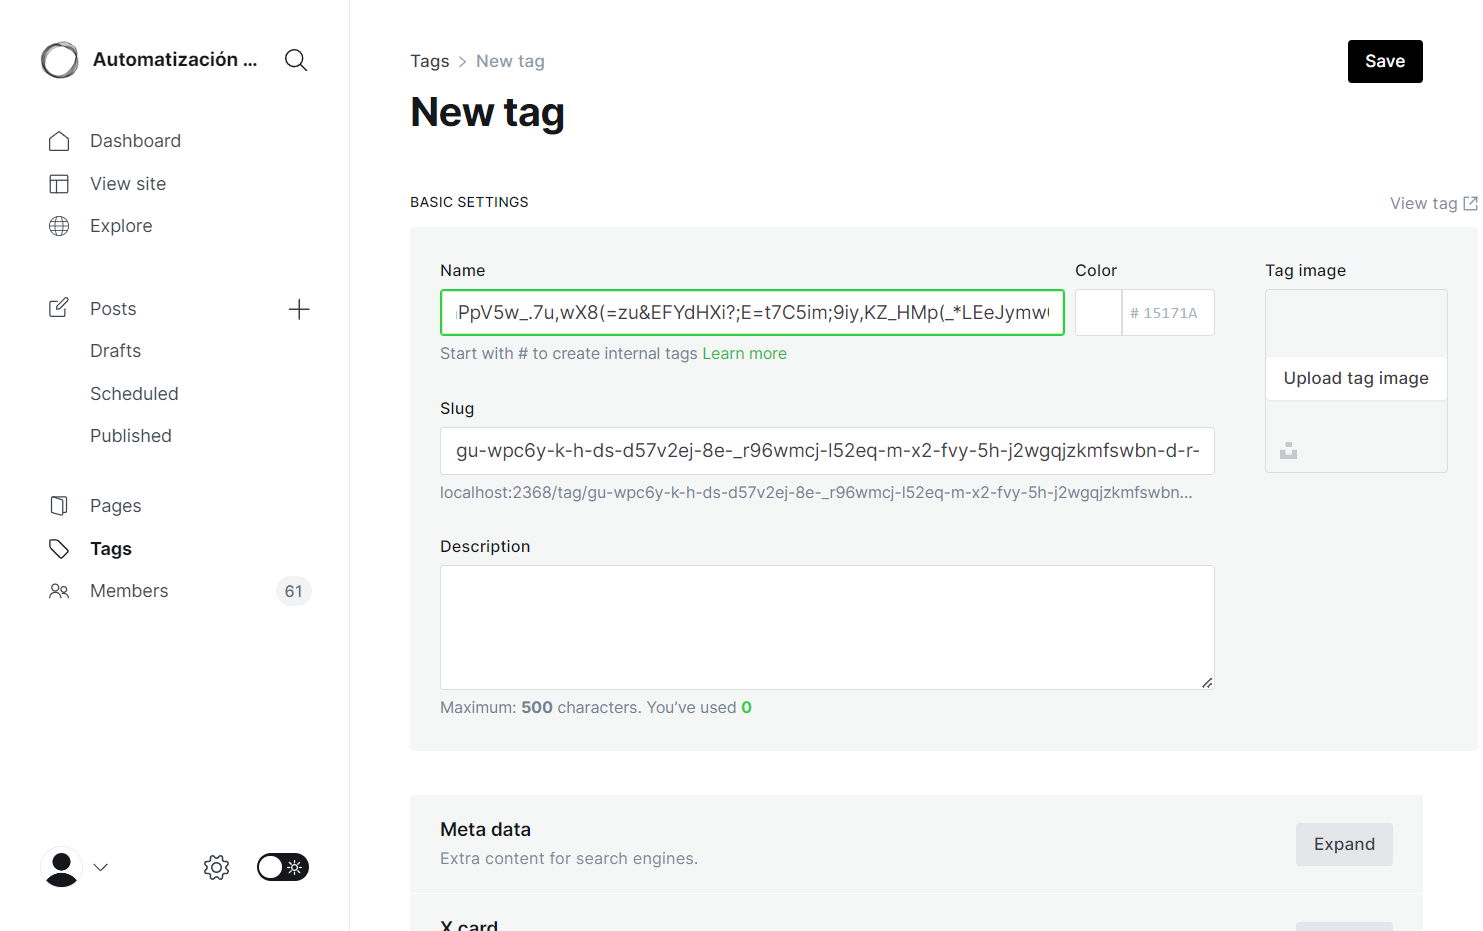 Automatización ...
Dashboard
View site
Explore
Posts
Drafts
Scheduled
Published
Pages
Tags
Members
61
Tags > New tag
Save
New tag
BASIC SETTINGS
View tag
Name
PpV5w_.7u,wX8(=zu&EFYdHXi?;E=t7C5im;9iy,KZ_HMp(_*LEeJymw
Start with # to create internal tags Learn more
Color
# 15171A
Tag image
Upload tag image
Slug
gu-wpc6y-k-h-ds-d57v2ej-8e-_r96wmcj-l52eq-m-x2-fvy-5h-j2wgqjzkmfswbn-d-r-
localhost:2368/tag/gu-wpc6y-k-h-ds-d57v2ej-8e-_r96wmcj-l52eq-m-x2-fvy-5h-j2wgqjzkmfswbn...
Description
Maximum: 500 characters. You’ve used 0
Meta data
Extra content for search engines.
Expand
X card